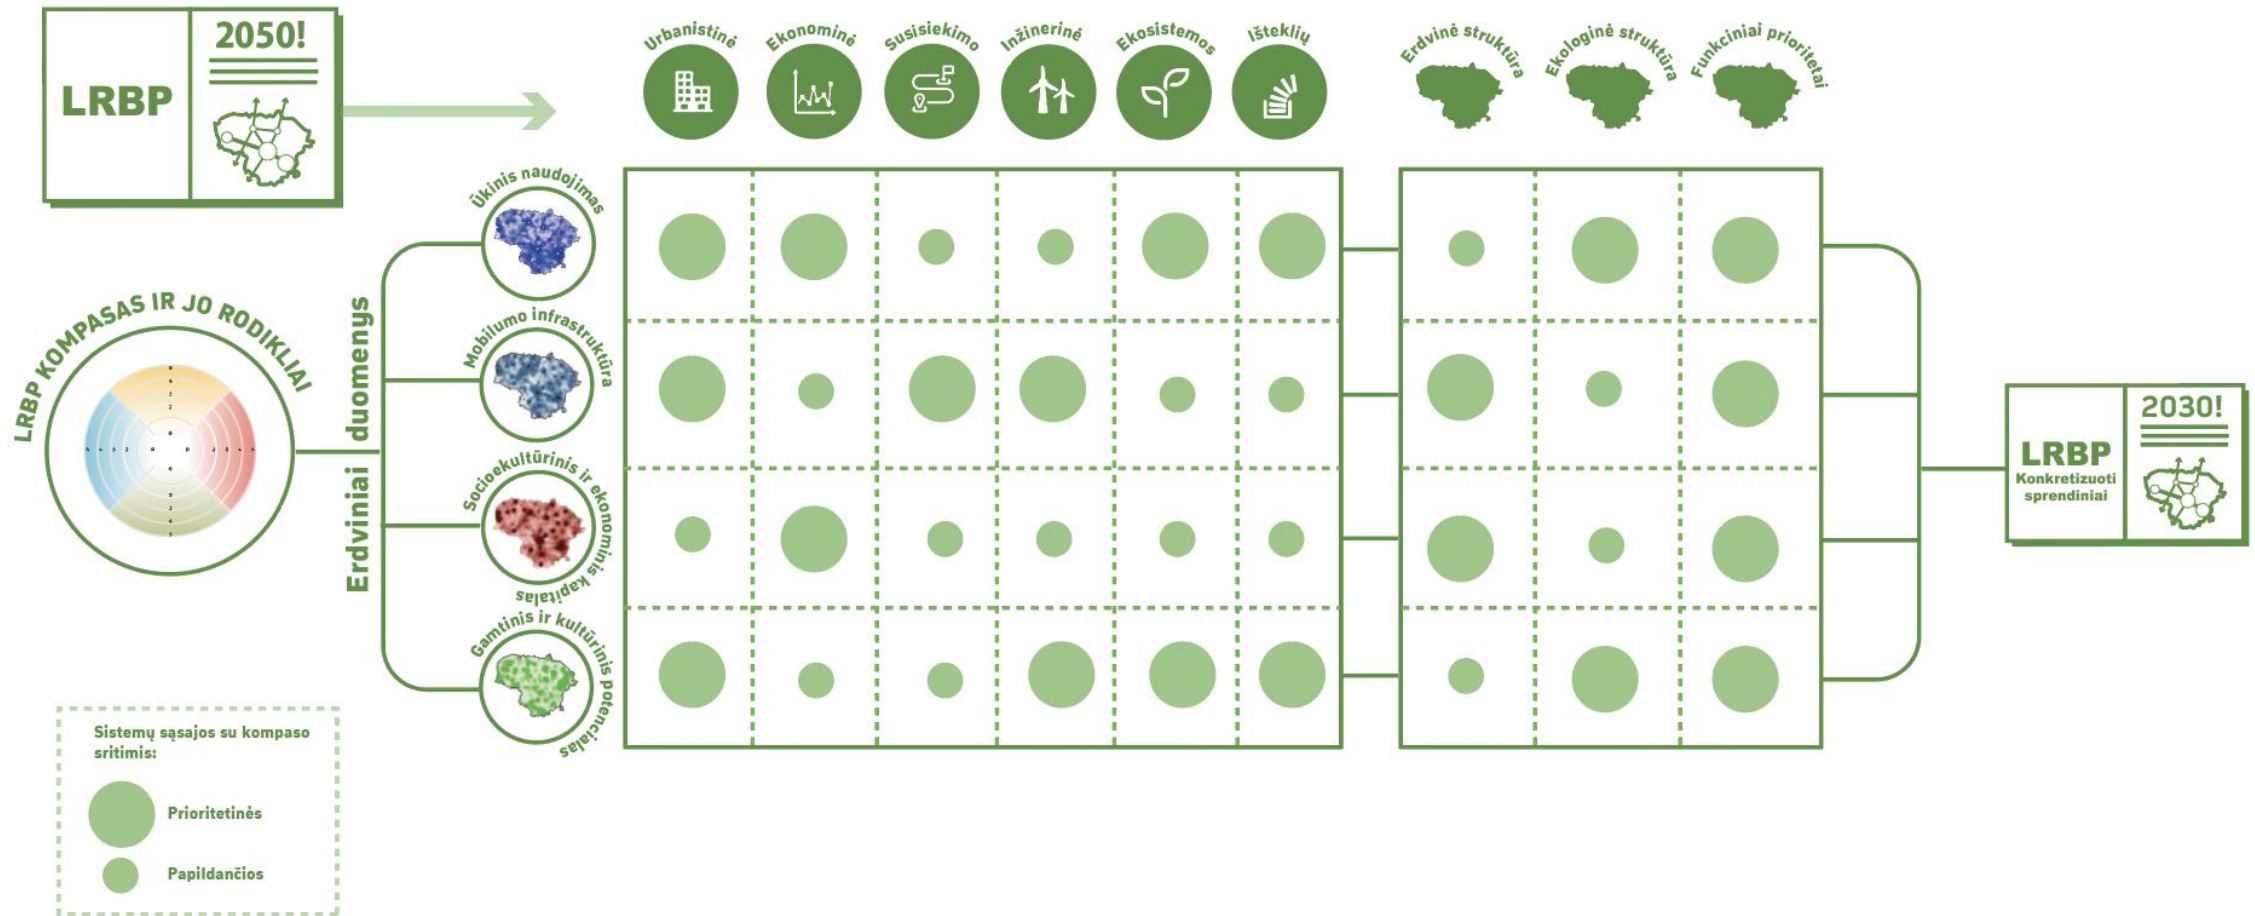 LRBP
2050!
Urbanistinė
Ekonominė
Susisiekimo
Inžinerinė
Ekosistemos
Išteklių
Erdvinė struktūra
Ekologinė struktūra
Funkciniai prioritetai
LRBP KOMPASAS IR JO RODIKLIAI
Erdviniai duomenys
Ūkinis naudojimas
Mobilumo infrastruktūra
Sociokultūrinis ir ekonominis kapitalas
Gamtinis ir kultūrinis potencialas
LRBP
Konkretizuoti
sprendiniai
2030!
Sistemų sąsajos su kompaso
sritimis:
Prioritetinės
Papildančios